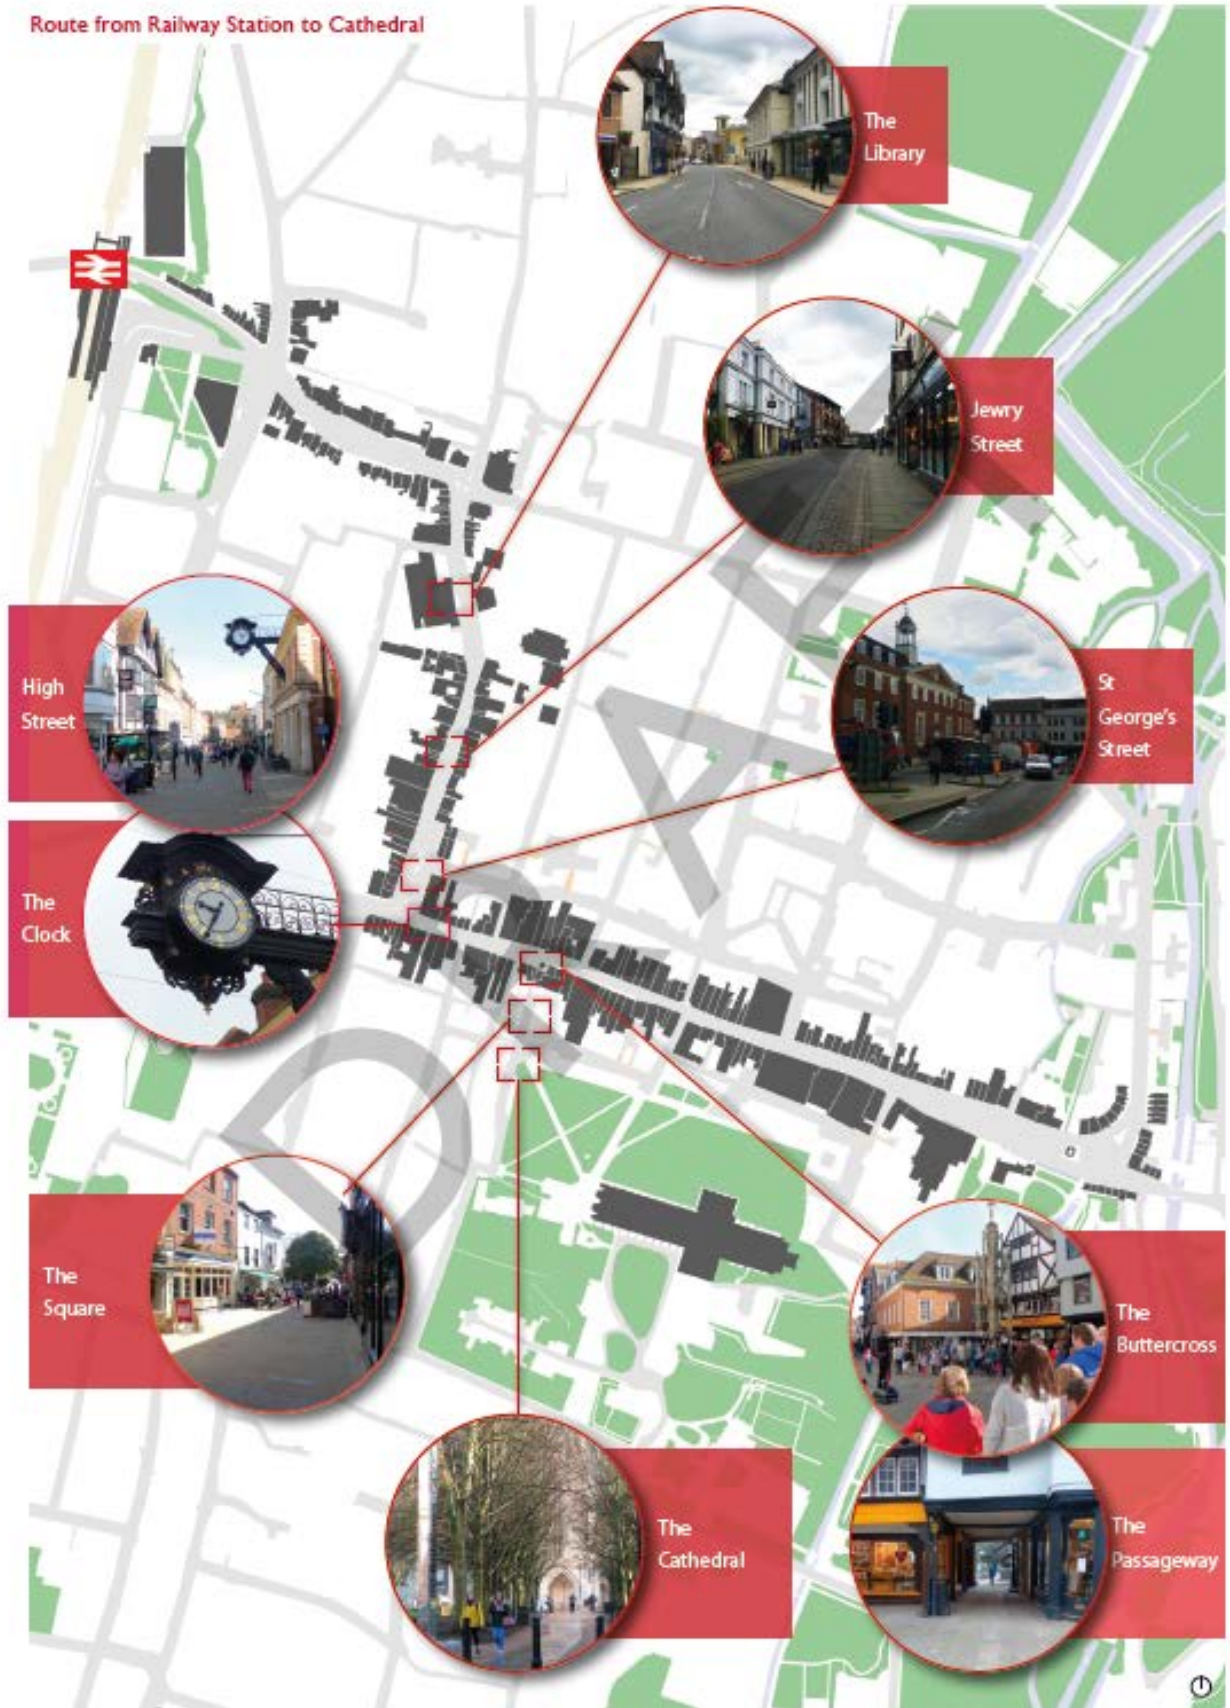 Route from Railway Station to Cathedral
The
Library
Jewry
Street
High
Street
St
George's
Street
The
Clock
DRAFT
The
Square
The
Buttercross
The
Cathedral
The
Passageway